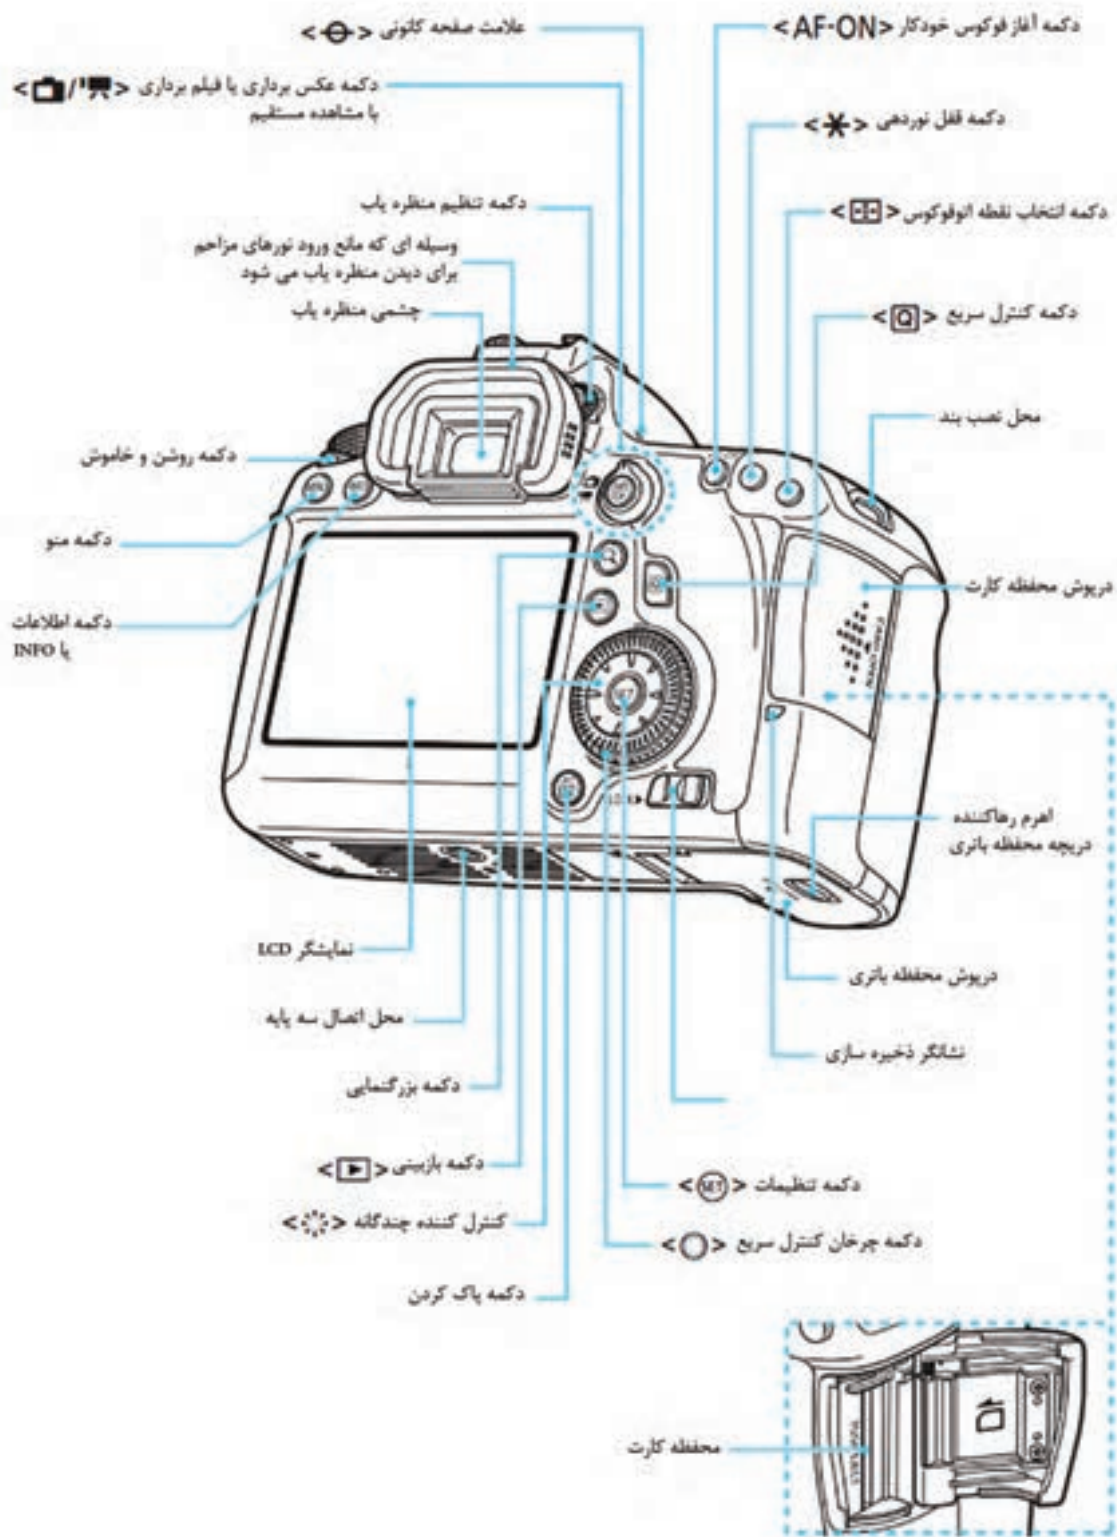 علامت صفحه کانونی < >
دکمه آغاز فوکوس خودکار <AF-ON>
دکمه عکس برداری یا فیلم برداری < / >
با مشاهده مستقیم
دکمه قفل نوردهی < >
دکمه تنظیم منظره یاب
دکمه انتخاب نقطه اتوفوکوس < >
وسیله ای که مانع ورود نورهای مزاحم
برای دیدن منظره یاب می شود
چشمی منظره یاب
دکمه کنترل سریع <Q>
محل نصب بند
دکمه روشن و خاموش
دکمه منو
درپوش محفظه کارت
دکمه اطلاعات
یا INFO
CARD OPEN
SET
اهرم رهاکننده
دریچه محفظه باتری
نمایشگر LCD
درپوش محفظه باتری
محل اتصال سه پایه
نشانگر ذخیره سازی
دکمه بزرگنمایی
دکمه بازبینی < >
دکمه تنظیمات <SET>
کنترل کننده چندگانه < >
دکمه چرخان کنترل سریع < >
دکمه پاک کردن
محفظه کارت